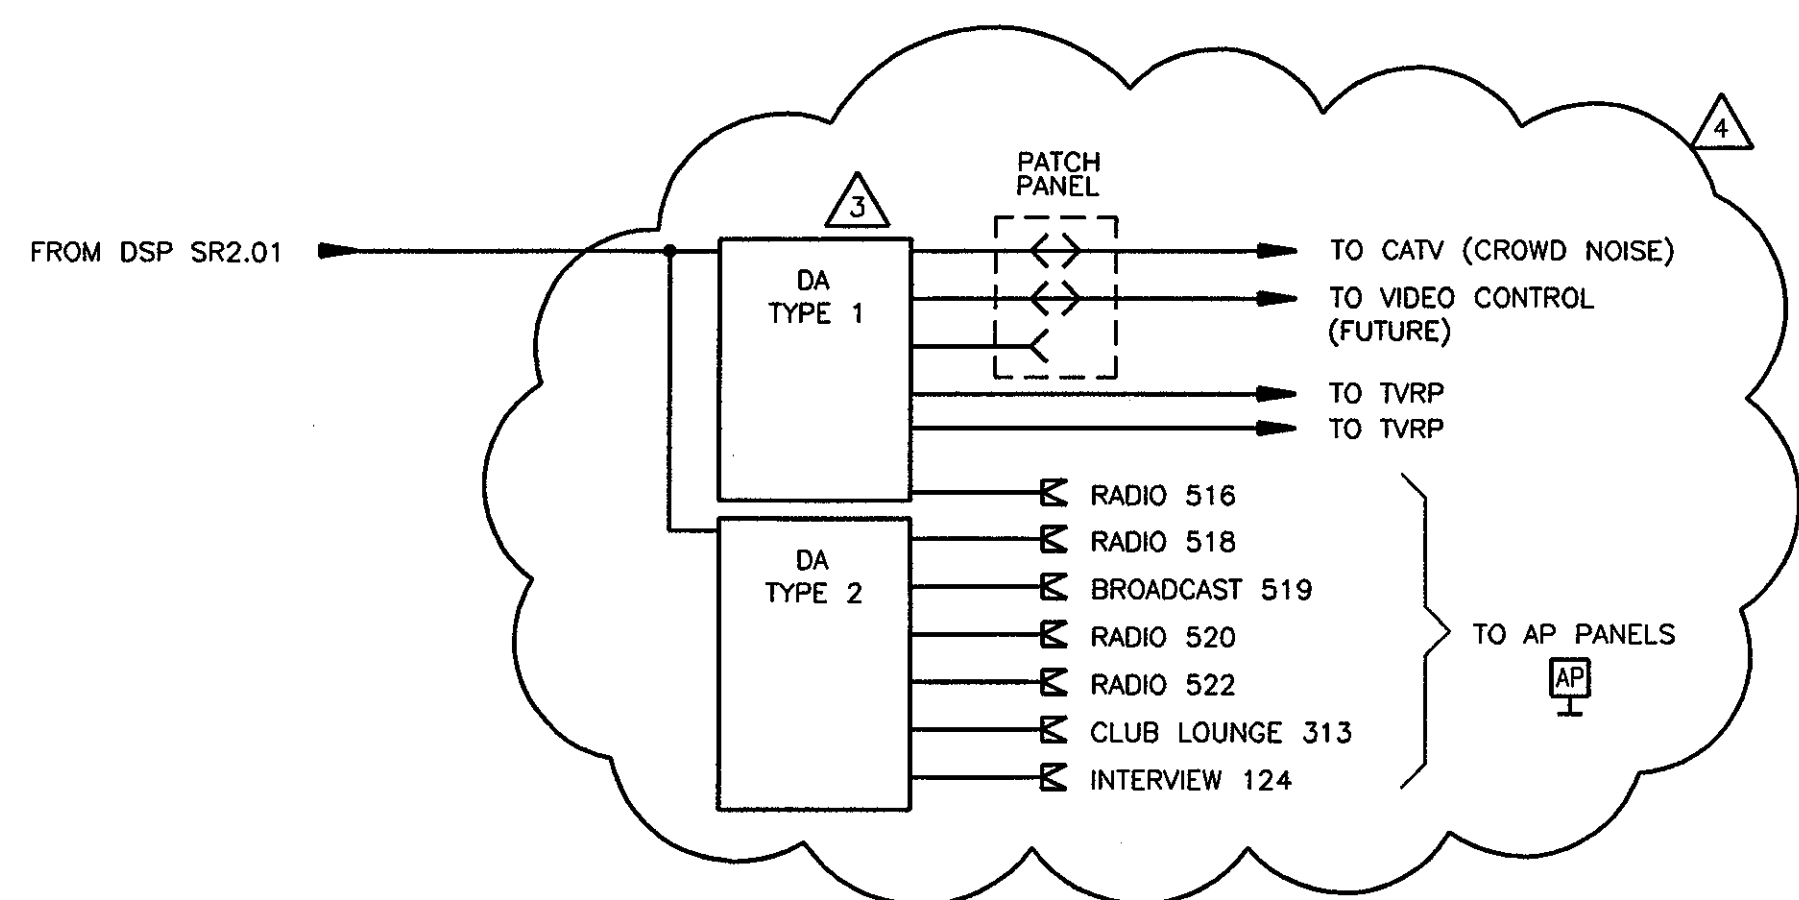 4
PATCH
PANEL
3
FROM DSP SR2.01
DA
TYPE 1
TO CATV (CROWD NOISE)
TO VIDEO CONTROL
(FUTURE)
TO TVRP
TO TVRP
RADIO 516
RADIO 518
DA
TYPE 2
BROADCAST 519
RADIO 520
TO AP PANELS
RADIO 522
AP
CLUB LOUNGE 313
INTERVIEW 124